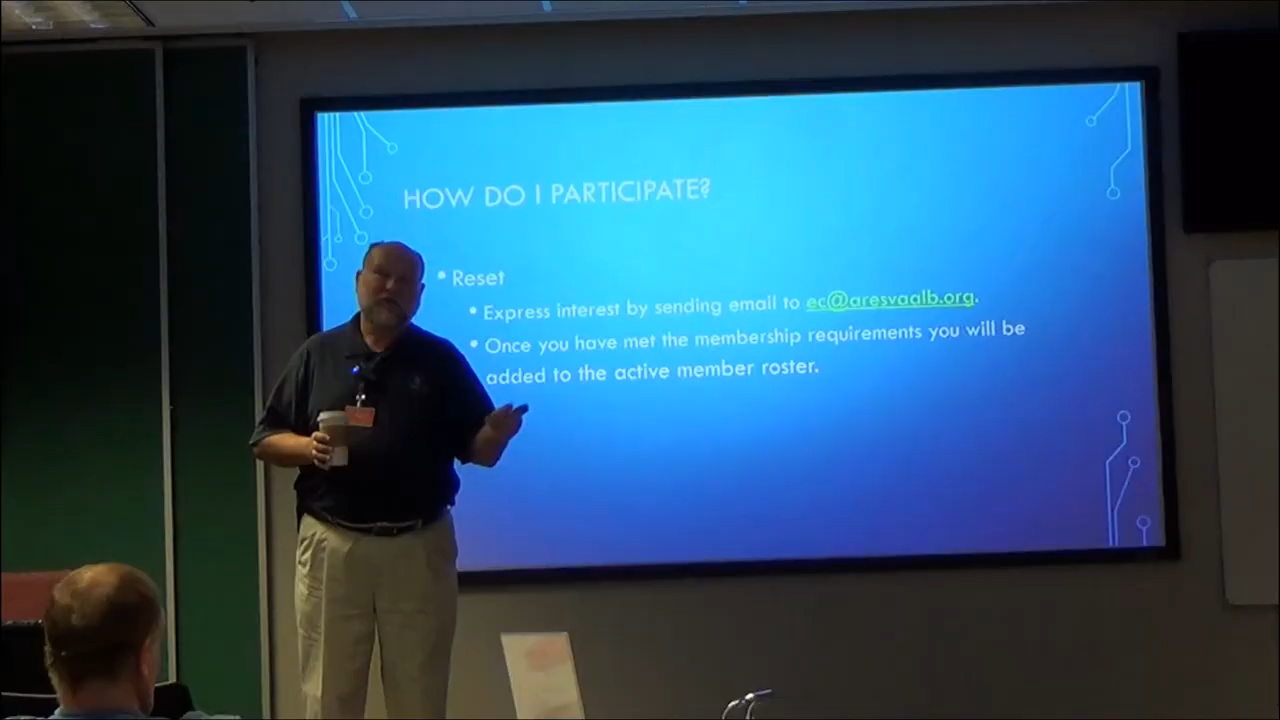 HOW DO I PARTICIPATE?
• Reset
• Express interest by sending email to ec@aresvaalb.org.
• Once you have met the membership requirements you will be
added to the active member roster.